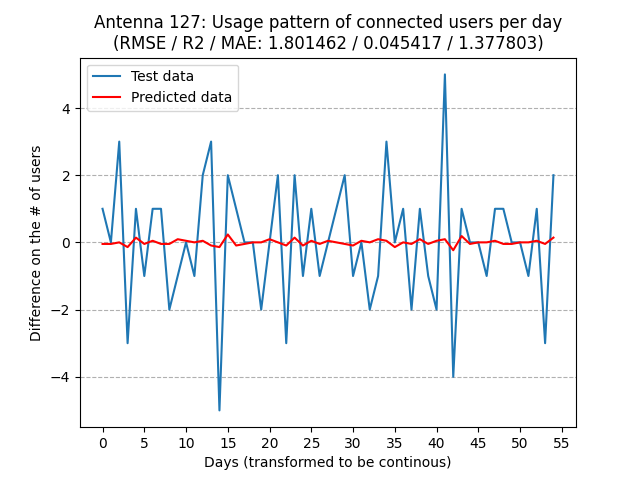 Antenna 127: Usage pattern of connected users per day
(RMSE / R2 / MAE: 1.801462 / 0.045417 / 1.377803)
Test data
Predicted data
4
2
0
−2
−4
Difference on the # of users
0 5 10 15 20 25 30 35 40 45 50 55
Days (transformed to be continous)